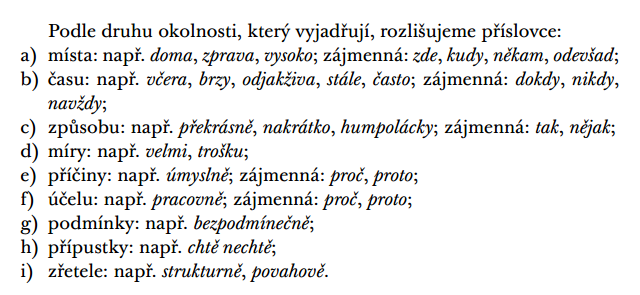 Podle druhu okolnosti, který vyjadřují, rozlišujeme příslovce:
a) místa: např. doma, zprava, vysoko; zájmenná: zde, kudy, někam, odevšad;
b) času: např. včera, brzy, odjakživa, stále, často; zájmenná: dokdy, nikdy,
navždy;
c) způsobu: např. překrásně, nakrátko, humpolácky; zájmenná: tak, nějak;
d) míry: např. velmi, trošku;
e) příčiny: např. úmyslně; zájmenná: proč, proto;
f) účelu: např. pracovně; zájmenná: proč, proto;
g) podmínky: např. bezpodmínečně;
h) přípustky: např. chtě nechtě;
i) zřetele: např. strukturně, povahově.